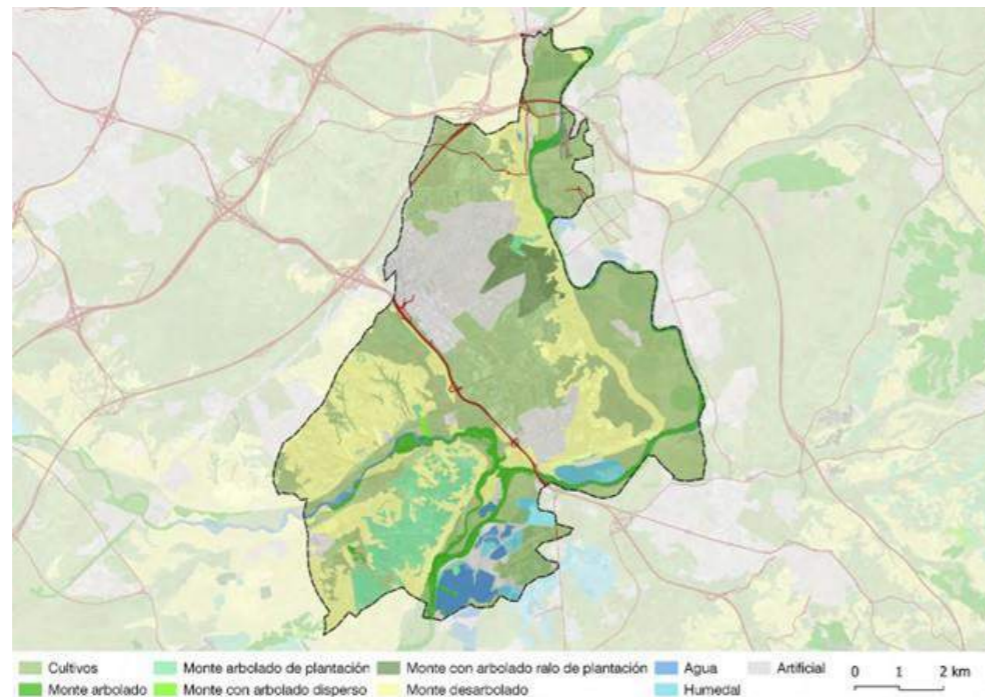 Cultivos Monte arbolado de plantación Monte con arbolado ralo de plantación Agua Artificial 0 1 2 km
Monte arbolado Monte con arbolado disperso Monte desarbolado Humedal